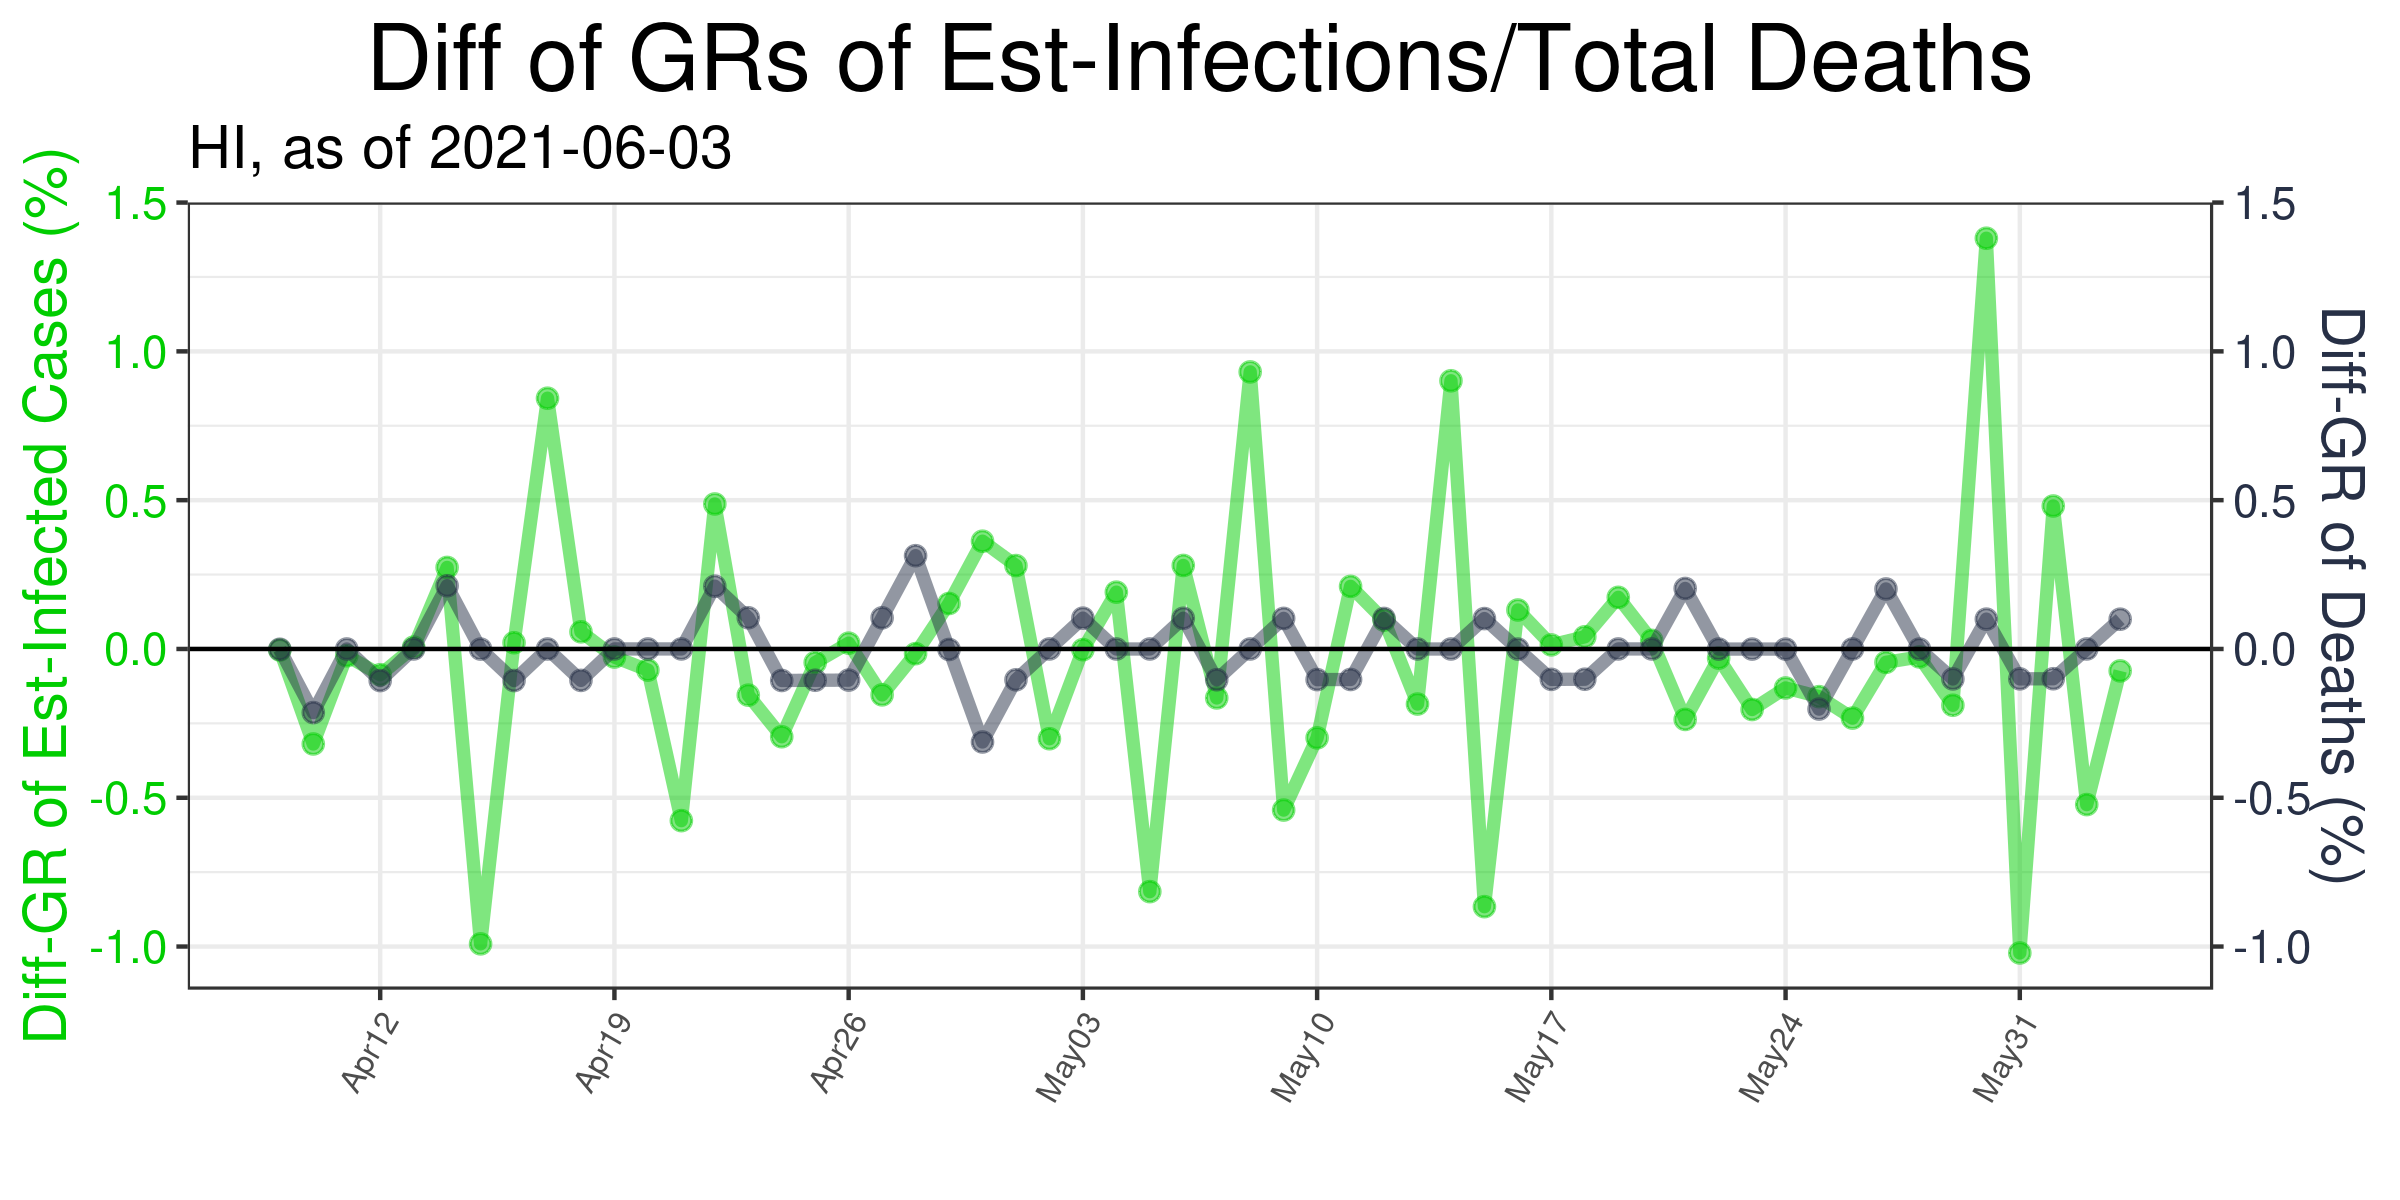 Diff of GRs of Est-Infections/Total Deaths
HI, as of 2021-06-03
Diff-GR of Est-Infected Cases (%)
1.5
1.0
0.5
0.0
-0.5
-1.0
1.5
1.0
0.5
0.0
-0.5
-1.0
Diff-GR of Deaths (%)
Apr12
Apr19
Apr26
May03
May10
May17
May24
May31